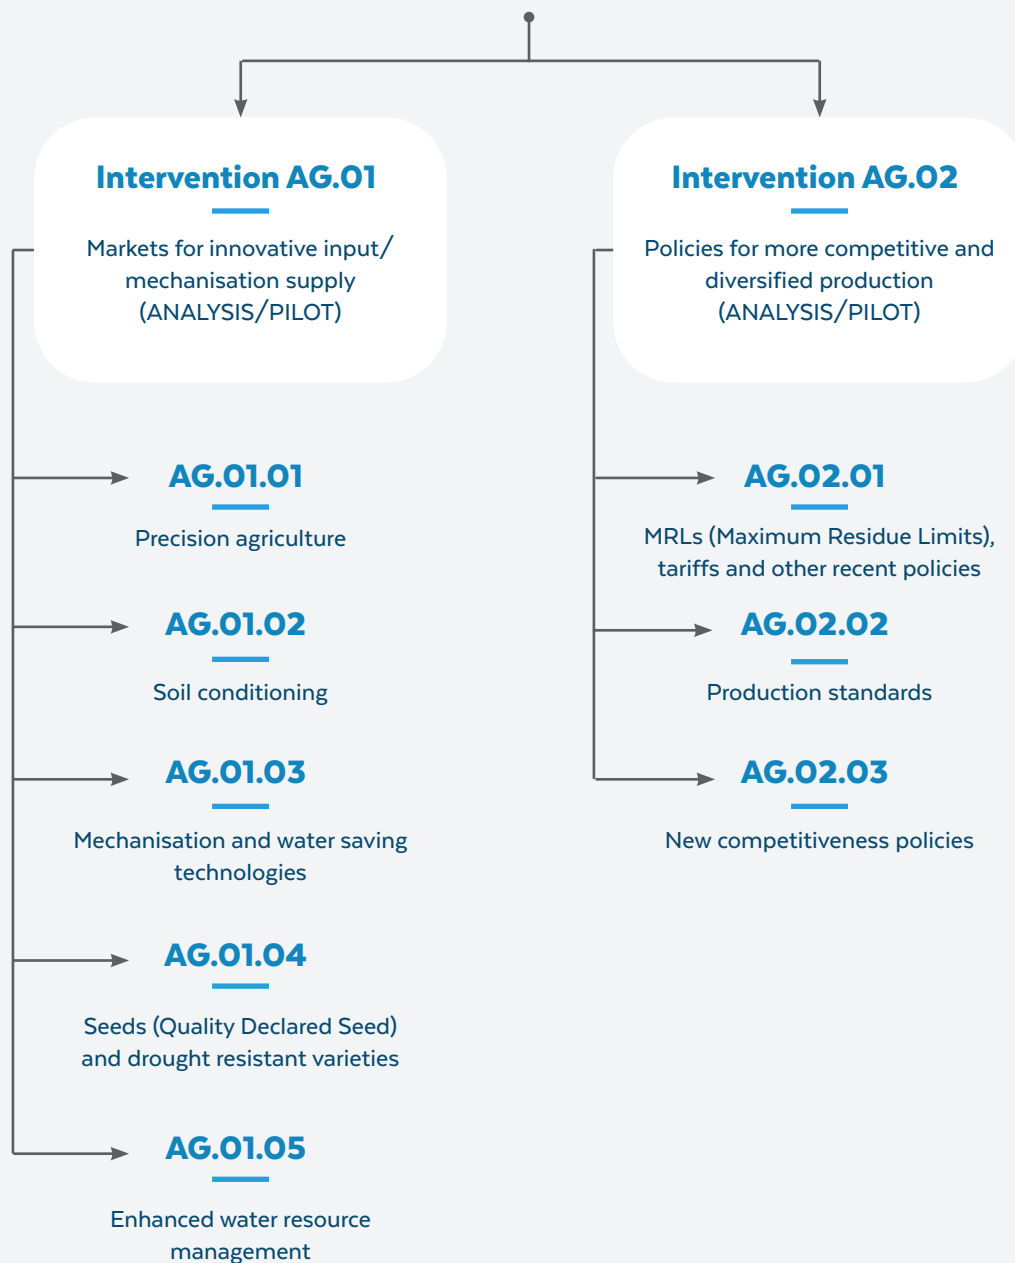 Intervention AG.01
Markets for innovative input/
mechanisation supply
(ANALYSIS/PILOT)
AG.01.01
Precision agriculture
AG.01.02
Soil conditioning
AG.01.03
Mechanisation and water saving
technologies
AG.01.04
Seeds (Quality Declared Seed)
and drought resistant varieties
AG.01.05
Enhanced water resource
management
Intervention AG.02
Policies for more competitive and
diversified production
(ANALYSIS/PILOT)
AG.02.01
MRLs (Maximum Residue Limits),
tariffs and other recent policies
AG.02.02
Production standards
AG.02.03
New competitiveness policies